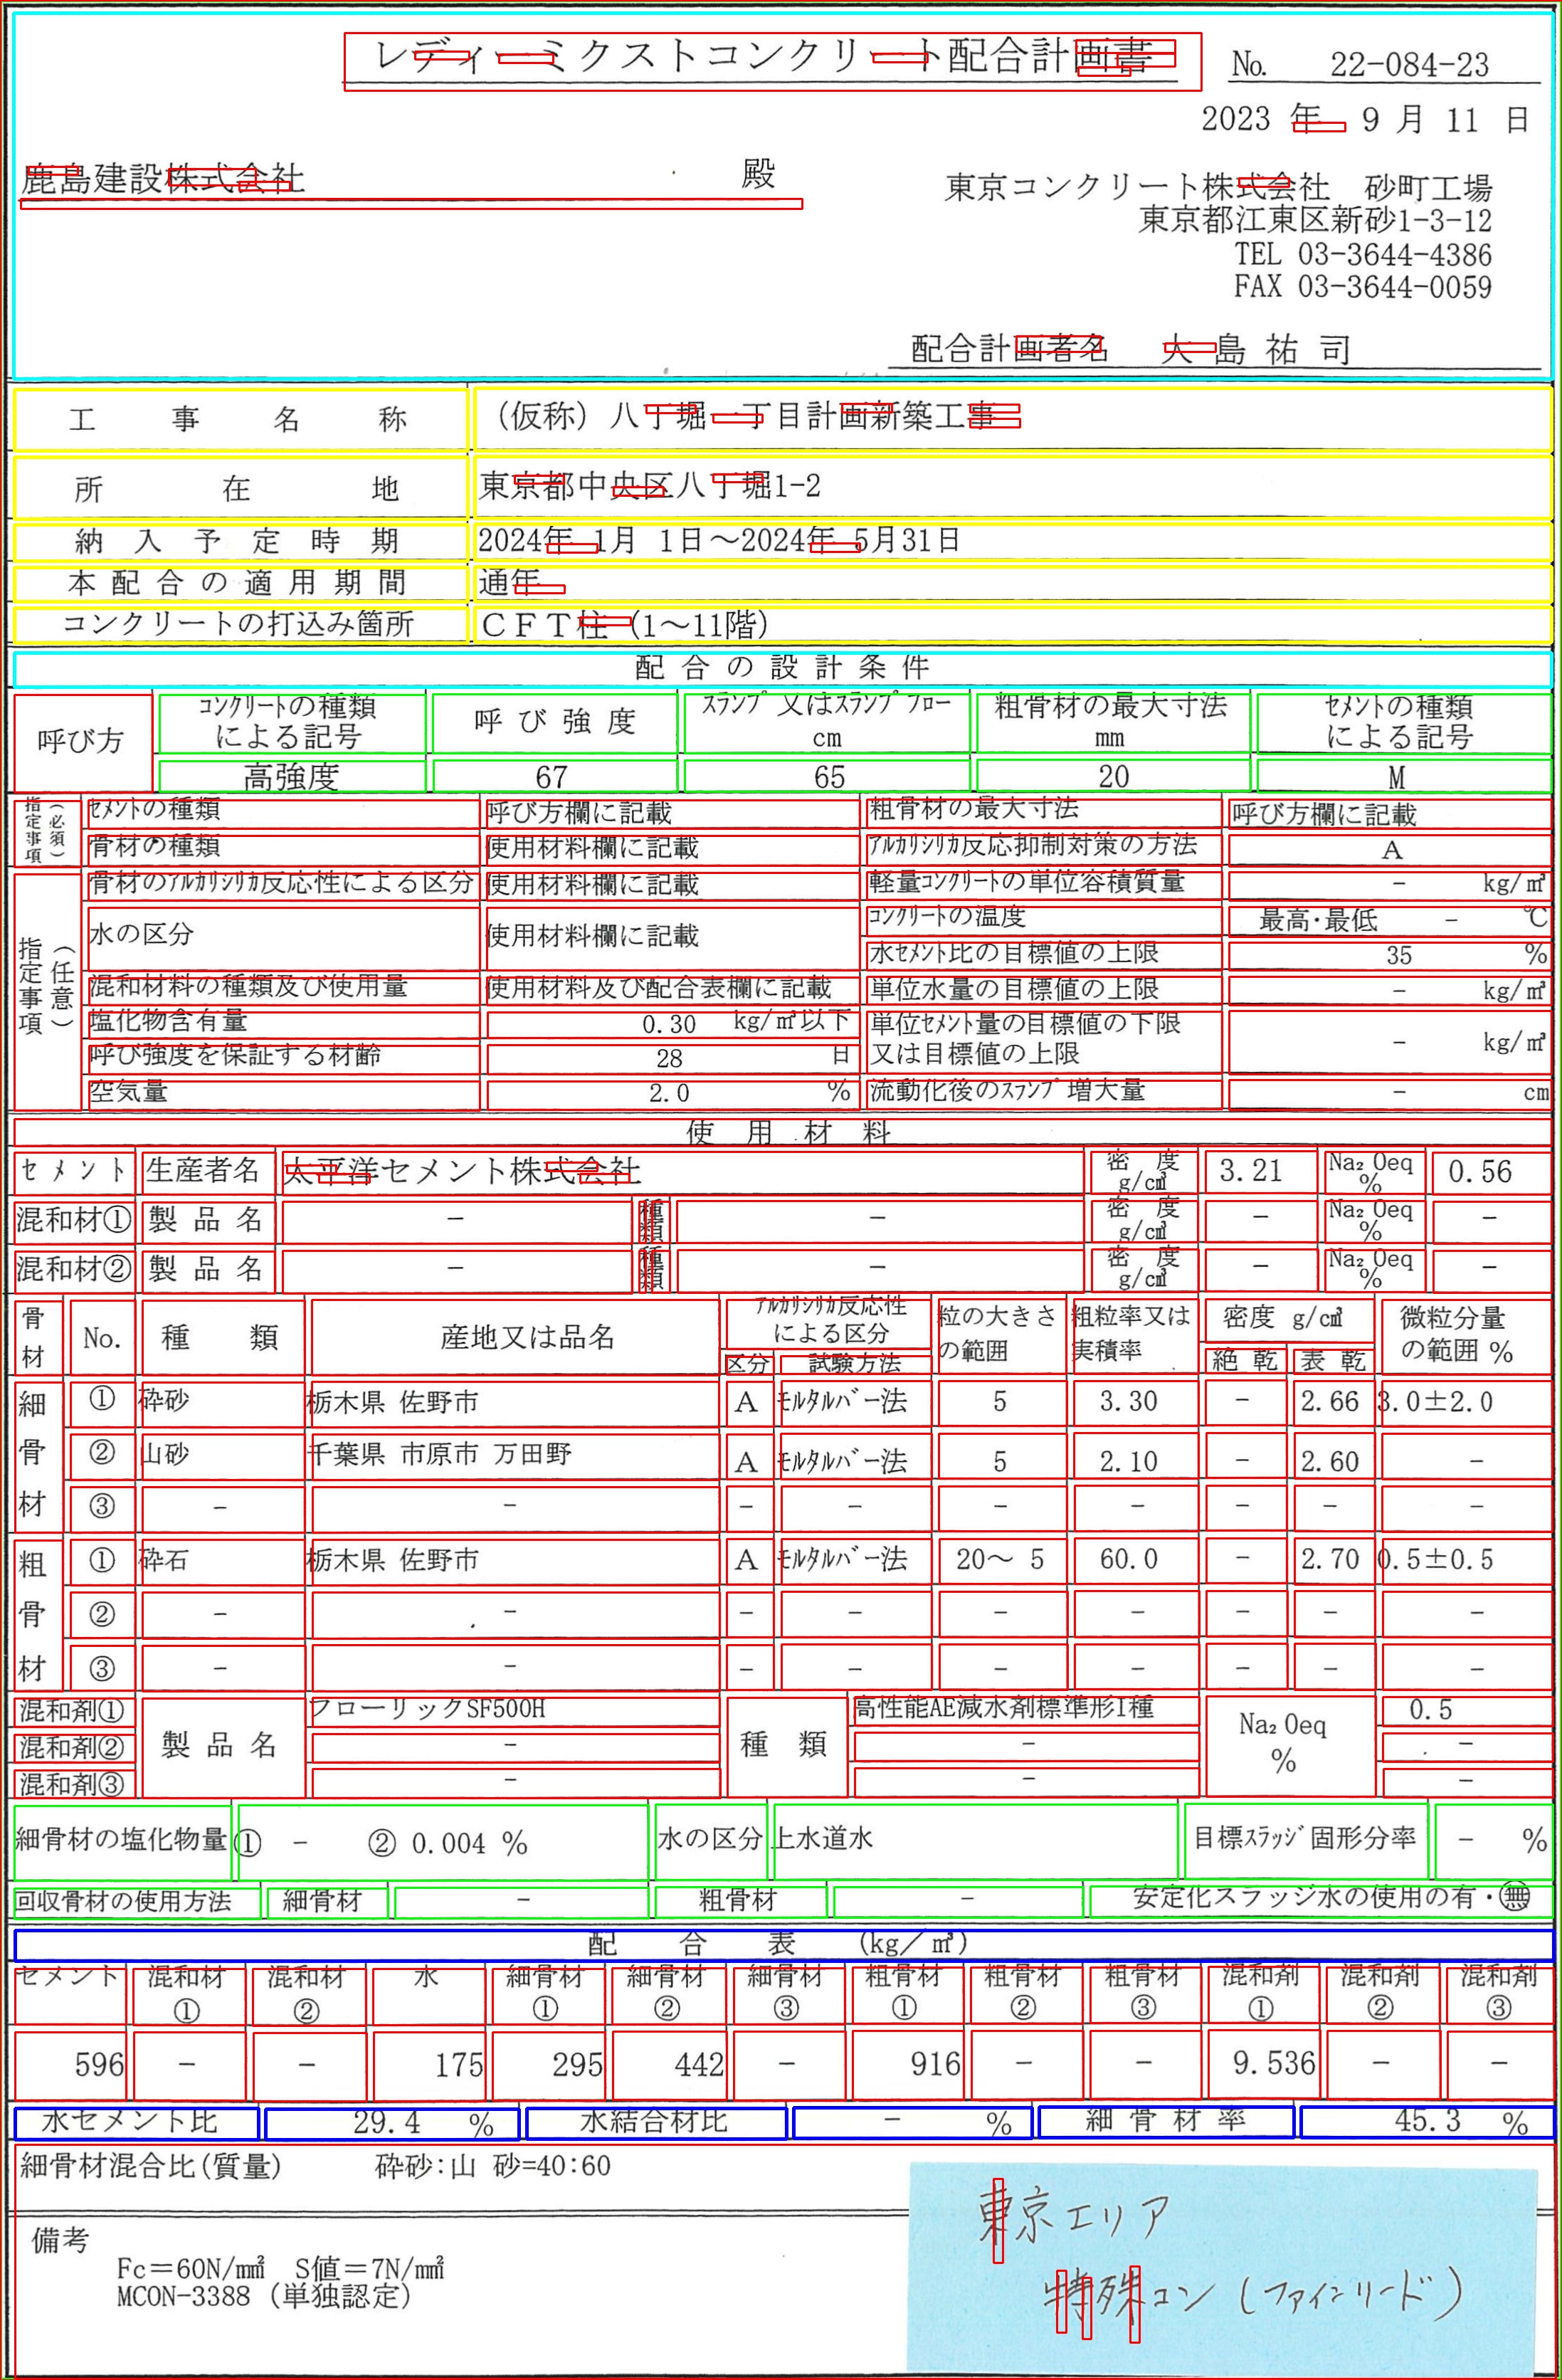 レディーミクストコンクリート配合計画書 No. 22-084-23
2023 年 9 月 11 日
鹿島建設株式会社 殿
東京コンクリート株式会社 砂町工場
東京都江東区新砂1-3-12
TEL 03-3644-4386
FAX 03-3644-0059
配合計画者名 大島 祐 司
工事名称 (仮称) 八丁堀一丁目計画新築工事
所在地 東京都中央区八丁堀1-2
納入予定時期 2024年 1月 1日～2024年 5月31日
本配合の適用期間 通年
コンクリートの打込み箇所 CFT柱 (1～11階)
配合の設計条件
呼び方 コンクリートの種類による記号 呼び強度 スランプ又はスランプフロー cm 粗骨材の最大寸法 mm セメントの種類による記号
高強度 67 65 20 M
指定事項(必須) セメントの種類 呼び方欄に記載 粗骨材の最大寸法 呼び方欄に記載
骨材の種類 使用材料欄に記載 アルカリシリカ反応抑制対策の方法 A
指定事項(任意) 骨材のアルカリシリカ反応性による区分 使用材料欄に記載 軽量コンクリートの単位容積質量 - kg/㎥
水の区分 使用材料欄に記載 コンクリートの温度 最高・最低 - ℃
水セメント比の目標値の上限 35 %
混和材料の種類及び使用量 使用材料及び配合表欄に記載 単位水量の目標値の上限 - kg/㎥
塩化物含有量 0.30 kg/㎥以下 単位セメント量の目標値の下限又は目標値の上限 - kg/㎥
呼び強度を保証する材齢 28 日
空気量 2.0 % 流動化後のスランプ増大量 - cm
使用材料
セメント 生産者名 太平洋セメント株式会社 密度 g/cm³ 3.21 Na₂Oeq % 0.56
混和材① 製品名 - 種類 - 密度 g/cm³ - Na₂Oeq % -
混和材② 製品名 - 種類 - 密度 g/cm³ - Na₂Oeq % -
骨材 No. 種類 産地又は品名 アルカリシリカ反応性による区分 区分 試験方法 粒の大きさの範囲 粗粒率又は実積率 密度 g/cm³ 絶乾 表乾 微粒分量の範囲 %
細骨材 ① 砕砂 栃木県 佐野市 A モルタルバー法 5 3.30 - 2.66 3.0±2.0
② 山砂 千葉県 市原市 万田野 A モルタルバー法 5 2.10 - 2.60 -
③ - - - - - - - - -
粗骨材 ① 砕石 栃木県 佐野市 A モルタルバー法 20～ 5 60.0 - 2.70 0.5±0.5
② - - - - - - - - -
③ - - - - - - - - -
混和剤① 製品名 フローリックSF500H 種類 高性能AE減水剤標準形I種 Na₂Oeq % 0.5
混和剤② - - -
混和剤③ - - -
細骨材の塩化物量 ① - ② 0.004 % 水の区分 上水道水 目標スラッジ固形分率 - %
回収骨材の使用方法 細骨材 - 粗骨材 - 安定化スラッジ水の使用の有・無
配合表 (kg/㎥)
セメント 混和材① 混和材② 水 細骨材① 細骨材② 細骨材③ 粗骨材① 粗骨材② 粗骨材③ 混和剤① 混和剤② 混和剤③
596 - - 175 295 442 - 916 - - 9.536 - -
水セメント比 29.4 % 水結合材比 - % 細骨材率 45.3 %
細骨材混合比(質量) 砕砂:山 砂=40:60
備考
Fc=60N/mm² S値=7N/mm²
MCON-3388 (単独認定)
東京エリア
特殊コン (ファインリード)